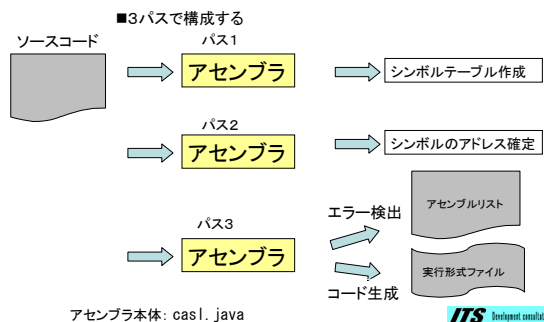 ■3パスで構成する
ソースコード
パス1
アセンブラ
シンボルテーブル作成
パス2
アセンブラ
シンボルのアドレス確定
パス3
アセンブラ
エラー検出
アセンブルリスト
コード生成
実行形式ファイル
アセンブラ本体: casl.java
ITS Development consultat